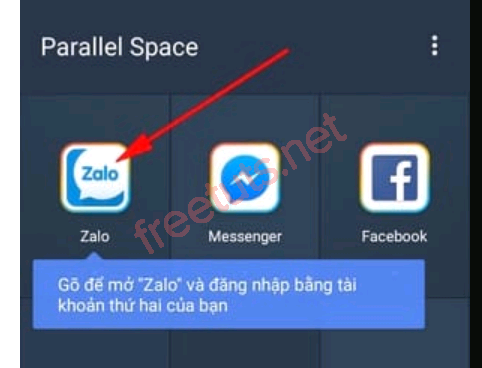 Parallel Space
Zalo
Zalo
Messenger
Facebook
freetuts.net
Gõ để mở "Zalo" và đăng nhập bằng tài
khoản thứ hai của bạn